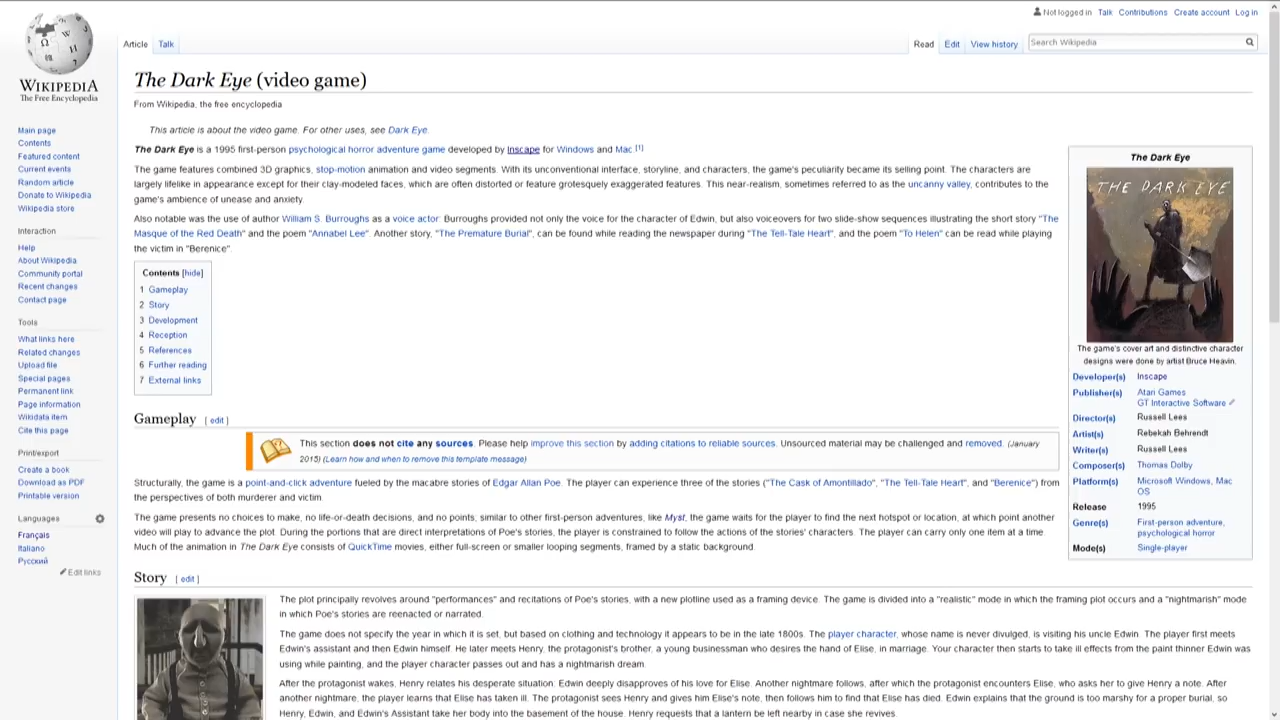 Not logged in Talk Contributions Create account Log in
WIKIPEDIA
The Free Encyclopedia
Article Talk
Read Edit View history Search Wikipedia
The Dark Eye (video game)
From Wikipedia, the free encyclopedia
This article is about the video game. For other uses, see Dark Eye.
The Dark Eye is a 1995 first-person psychological horror adventure game developed by Inscape for Windows and Mac.[1]
The game features combined 3D graphics, stop-motion animation and video segments. With its unconventional interface, storyline, and characters, the game's peculiarity became its selling point. The characters are
largely lifelike in appearance except for their clay-modeled faces, which are often distorted or feature grotesquely exaggerated features. This near-realism, sometimes referred to as the uncanny valley, contributes to the
game's ambience of unease and anxiety.
Also notable was the use of author William S. Burroughs as a voice actor: Burroughs provided not only the voice for the character of Edwin, but also voiceovers for two slide-show sequences illustrating the short story "The
Masque of the Red Death" and the poem "Annabel Lee". Another story, "The Premature Burial", can be found while reading the newspaper during "The Tell-Tale Heart", and the poem "To Helen" can be read while playing
the victim in "Berenice".
Contents [hide]
1 Gameplay
2 Story
3 Development
4 Reception
5 References
6 Further reading
7 External links
Gameplay [ edit ]
This section does not cite any sources. Please help improve this section by adding citations to reliable sources. Unsourced material may be challenged and removed. (January
2015) (Learn how and when to remove this template message)
Structurally, the game is a point-and-click adventure fueled by the macabre stories of Edgar Allan Poe. The player can experience three of the stories ("The Cask of Amontillado", "The Tell-Tale Heart", and "Berenice") from
the perspectives of both murderer and victim.
The game presents no choices to make, no life-or-death decisions, and no points; similar to other first-person adventures, like Myst, the game waits for the player to find the next hotspot or location, at which point another
video will play to advance the plot. During the portions that are direct interpretations of Poe's stories, the player is constrained to follow the actions of the stories' characters. The player can carry only one item at a time.
Much of the animation in The Dark Eye consists of QuickTime movies, either full-screen or smaller looping segments, framed by a static background.
Story [ edit ]
The plot principally revolves around "performances" and recitations of Poe's stories, with a new plotline used as a framing device. The game is divided into a "realistic" mode in which the framing plot occurs and a "nightmarish" mode
in which Poe's stories are reenacted or narrated.
The game does not specify the year in which it is set, but based on clothing and technology it appears to be in the late 1800s. The player character, whose name is never divulged, is visiting his uncle Edwin. The player first meets
Edwin's assistant and then Edwin himself. He later meets Henry, the protagonist's brother, a young businessman who desires the hand of Elise, in marriage. Your character then starts to take ill effects from the paint thinner Edwin was
using while painting, and the player character passes out and has a nightmarish dream.
After the protagonist wakes, Henry relates his desperate situation: Edwin deeply disapproves of his love for Elise. Another nightmare follows, after which the protagonist encounters Elise, who asks her to give Henry a note. After
another nightmare, the player learns that Elise has taken ill. The protagonist sees Henry and gives him Elise's note, then follows him to find that Elise has died. Edwin explains that the ground is too marshy for a proper burial, so
Henry, Edwin, and Edwin's Assistant take her body into the basement of the house. Henry requests that a lantern be left nearby in case she revives.
The Dark Eye
THE DARK EYE
The game's cover art and distinctive character
designs were done by artist Bruce Heavin.
Developer(s) Inscape
Publisher(s) Atari Games
GT Interactive Software
Director(s) Russell Lees
Artist(s) Rebekah Behrendt
Writer(s) Russell Lees
Composer(s) Thomas Dolby
Platform(s) Microsoft Windows, Mac
OS
Release 1995
Genre(s) First-person adventure,
psychological horror
Mode(s) Single-player
Main page
Contents
Featured content
Current events
Random article
Donate to Wikipedia
Wikipedia store
Interaction
Help
About Wikipedia
Community portal
Recent changes
Contact page
Tools
What links here
Related changes
Upload file
Special pages
Permanent link
Page information
Wikidata item
Cite this page
Print/export
Create a book
Download as PDF
Printable version
Languages
Français
Italiano
Русский
Edit links